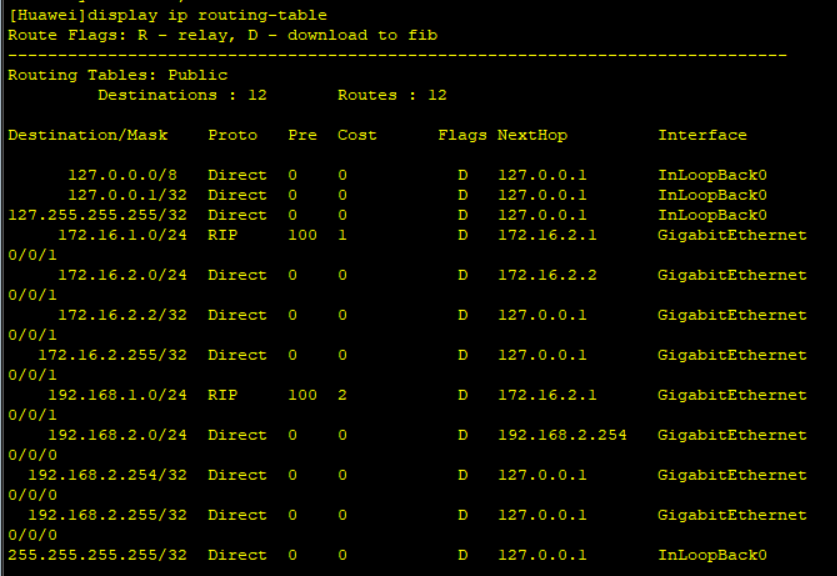 [Huawei]display ip routing-table
Route Flags: R - relay, D - download to fib
------------------------------------------------------------------------------
Routing Tables: Public
         Destinations : 12       Routes : 12

Destination/Mask    Proto   Pre  Cost      Flags NextHop         Interface

      127.0.0.0/8   Direct  0    0           D   127.0.0.1       InLoopBack0
      127.0.0.1/32  Direct  0    0           D   127.0.0.1       InLoopBack0
127.255.255.255/32  Direct  0    0           D   127.0.0.1       InLoopBack0
     172.16.1.0/24  RIP     100  1           D   172.16.2.1      GigabitEthernet
0/0/1
     172.16.2.0/24  Direct  0    0           D   172.16.2.2      GigabitEthernet
0/0/1
     172.16.2.2/32  Direct  0    0           D   127.0.0.1       GigabitEthernet
0/0/1
   172.16.2.255/32  Direct  0    0           D   127.0.0.1       GigabitEthernet
0/0/1
    192.168.1.0/24  RIP     100  2           D   172.16.2.1      GigabitEthernet
0/0/1
    192.168.2.0/24  Direct  0    0           D   192.168.2.254   GigabitEthernet
0/0/0
  192.168.2.254/32  Direct  0    0           D   127.0.0.1       GigabitEthernet
0/0/0
  192.168.2.255/32  Direct  0    0           D   127.0.0.1       GigabitEthernet
0/0/0
255.255.255.255/32  Direct  0    0           D   127.0.0.1       InLoopBack0